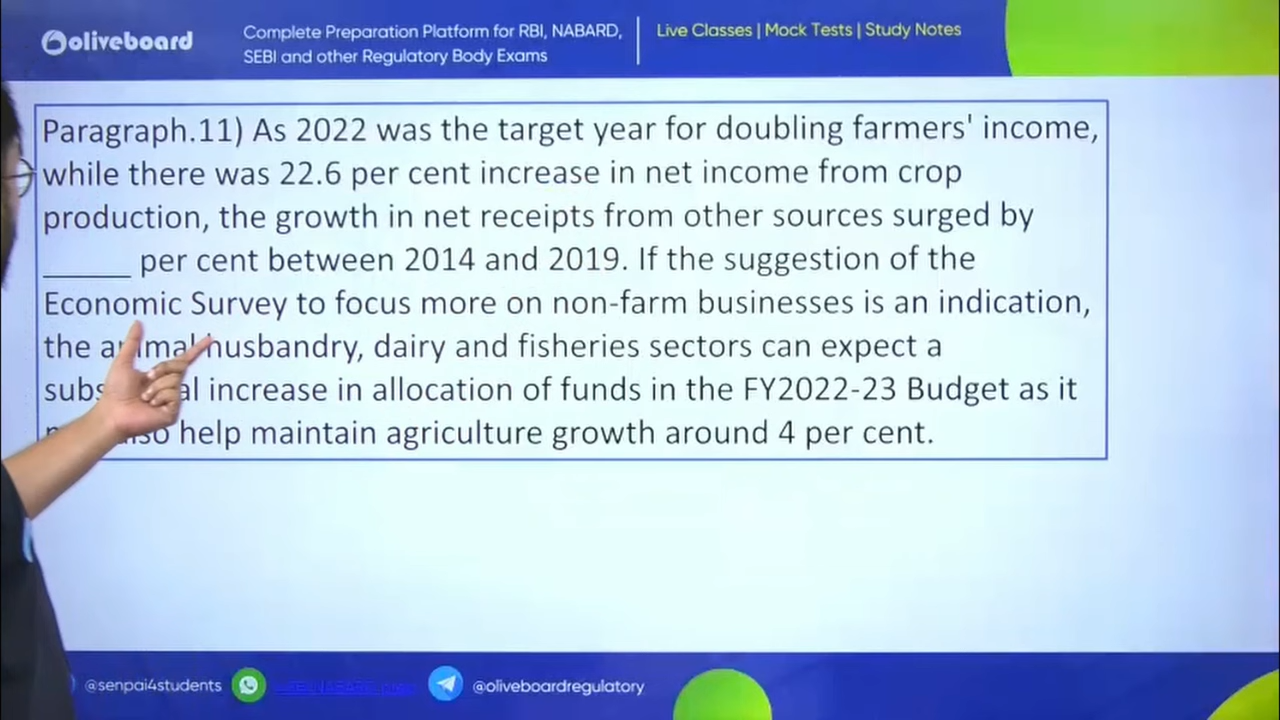 oliveboard
Complete Preparation Platform for RBI, NABARD,
SEBI and other Regulatory Body Exams
Live Classes | Mock Tests | Study Notes
Paragraph.11) As 2022 was the target year for doubling farmers' income,
while there was 22.6 per cent increase in net income from crop
production, the growth in net receipts from other sources surged by
______ per cent between 2014 and 2019. If the suggestion of the
Economic Survey to focus more on non-farm businesses is an indication,
the animal husbandry, dairy and fisheries sectors can expect a
increase in allocation of funds in the FY2022-23 Budget as it
help maintain agriculture growth around 4 per cent.
@senpai4students
@oliveboardregulatory